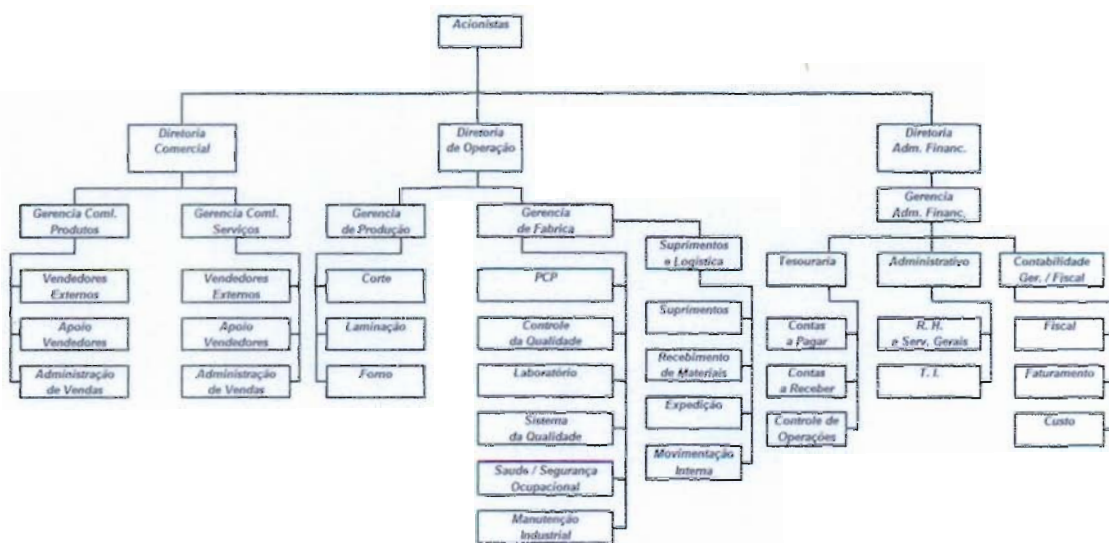 Acionistas
Diretoria
Comercial
Diretoria
de Operação
Diretoria
Adm. Financ.
Gerencia
Adm. Financ.
Gerencia Coml.
Produtos
Gerencia Coml.
Serviços
Gerencia
de Produção
Gerencia
de Fabrica
Suprimentos
e Logística
Tesouraria
Administrativo
Contabilidade
Ger. / Fiscal
Vendedores
Externos
Apoio
Vendedores
Administração
de Vendas
Vendedores
Externos
Apoio
Vendedores
Administração
de Vendas
Corte
Laminação
Forno
PCP
Controle
da Qualidade
Laboratório
Sistema
da Qualidade
Saude / Segurança
Ocupacional
Manutenção
Industrial
Suprimentos
Recebimento
de Materiais
Expedição
Movimentação
Interna
Contas
a Pagar
Contas
a Receber
Controle de
Operações
R. H.
e Serv. Gerais
T. I.
Fiscal
Faturamento
Custo